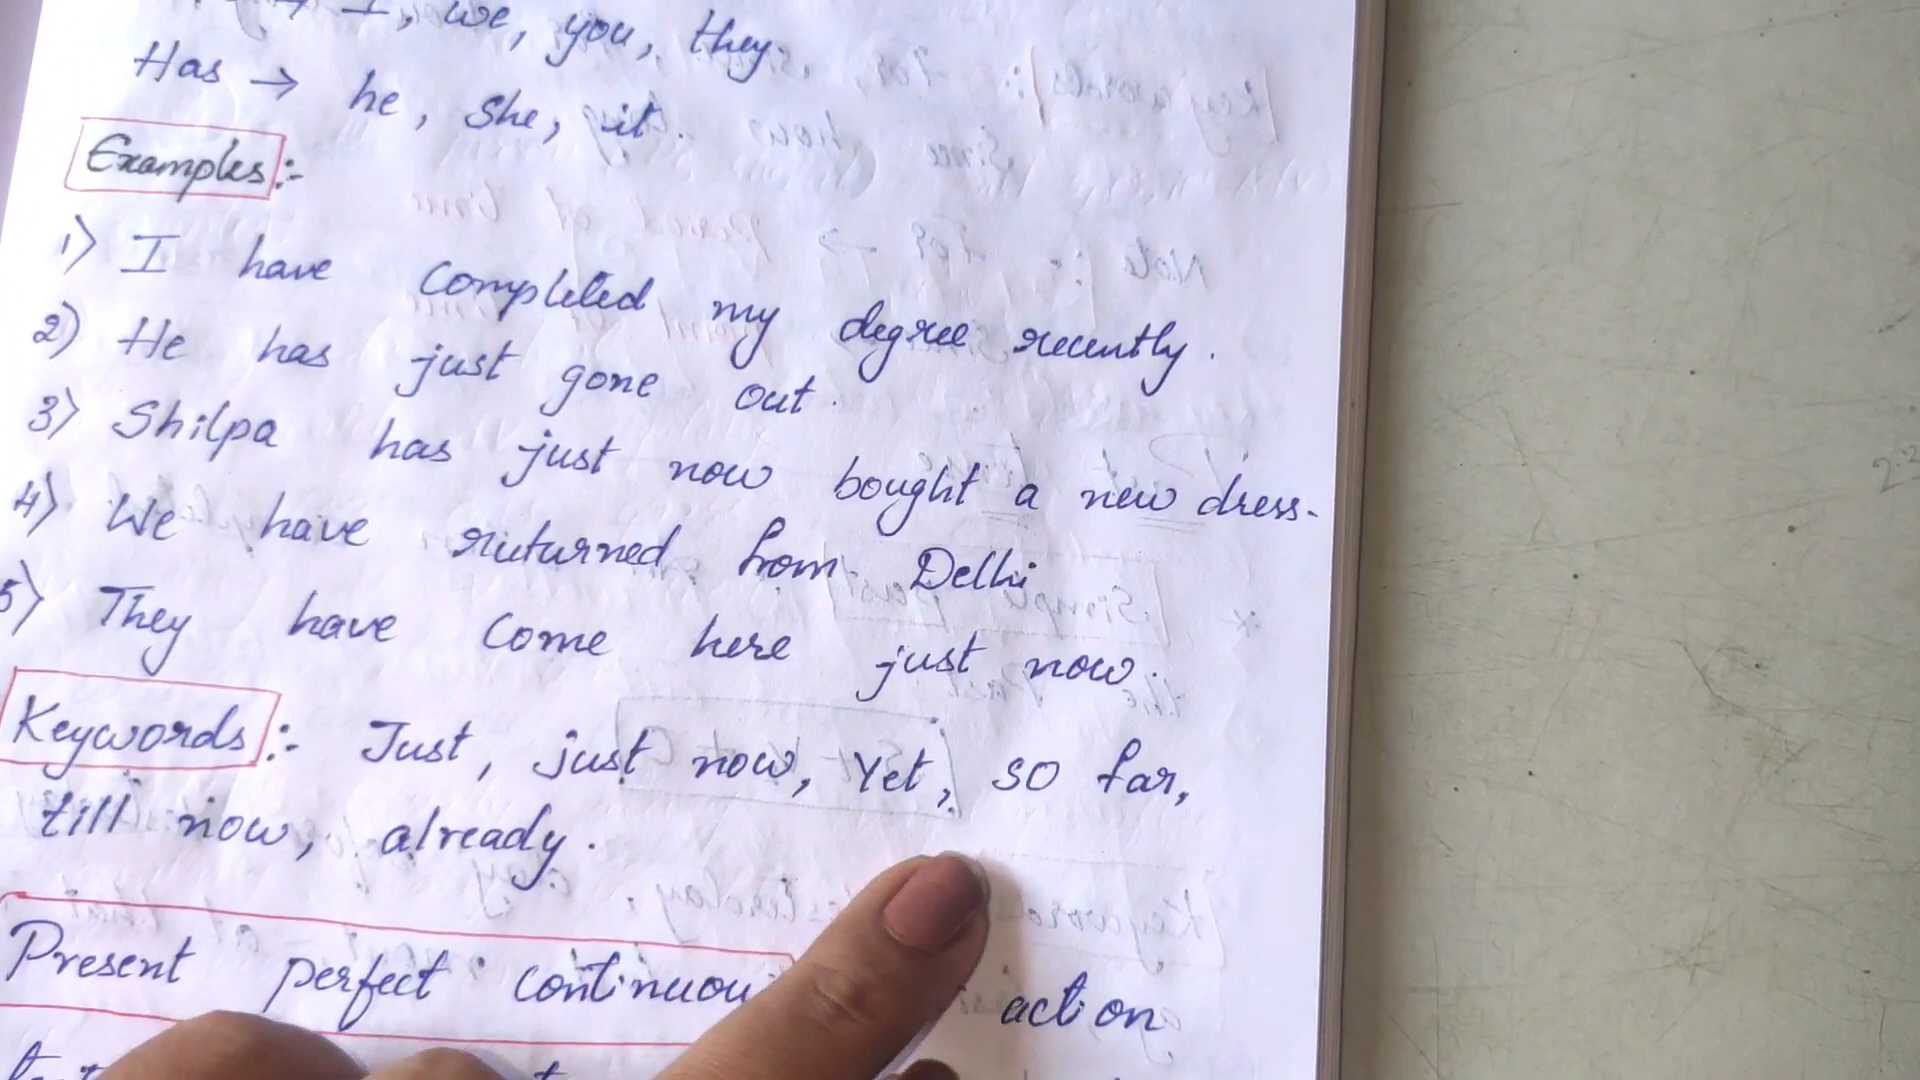 I, we, you, they.
Has → he, she, it.
Examples :-
1) I have completed my degree recently.
2) He has just gone out.
3) Shilpa has just now bought a new dress.
4) We have returned from Delhi
5) They have come here just now.
Keywords :- Just, just now, Yet, so far,
till now, already.
Present perfect continuou action